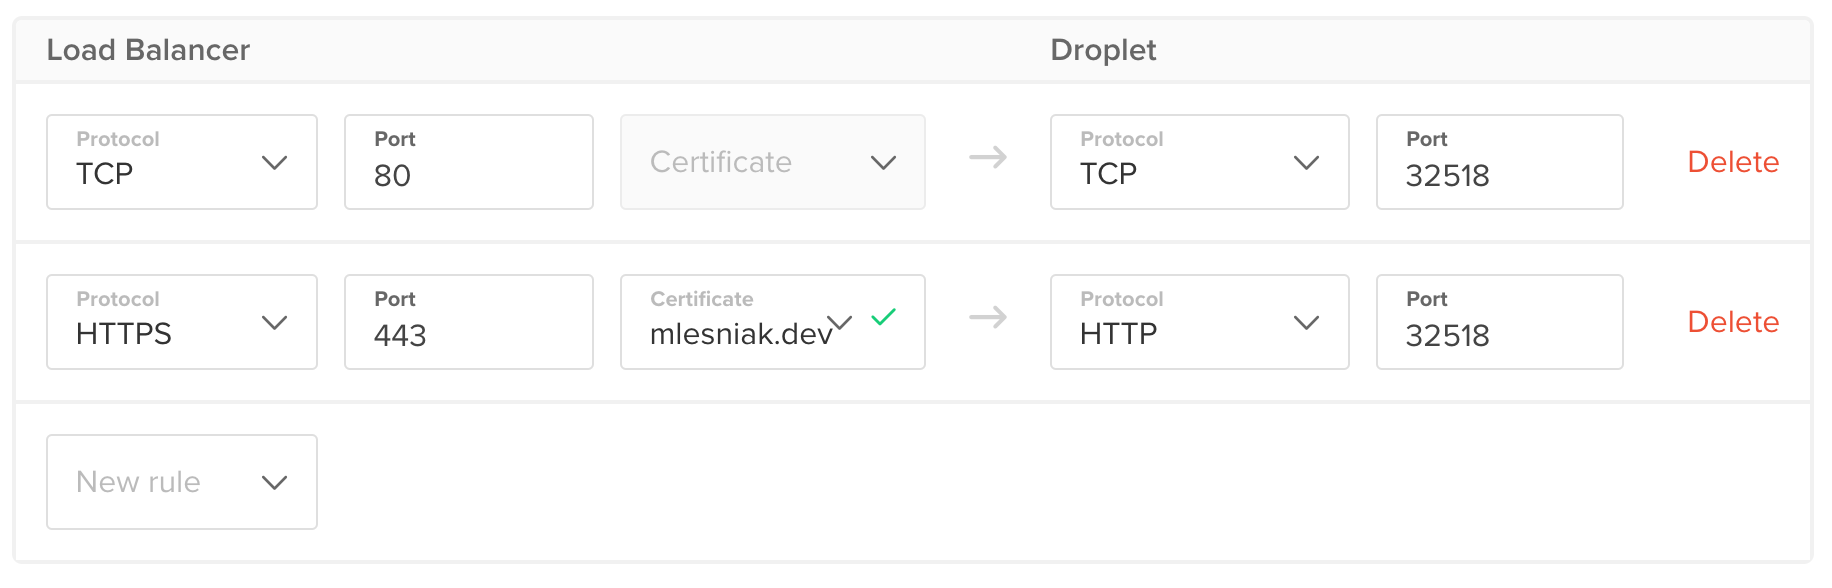 Load Balancer Droplet
Protocol Port Protocol Port
TCP 80 Certificate TCP 32518 Delete
Protocol Port Certificate Protocol Port
HTTPS 443 mlesniak.dev HTTP 32518 Delete
New rule